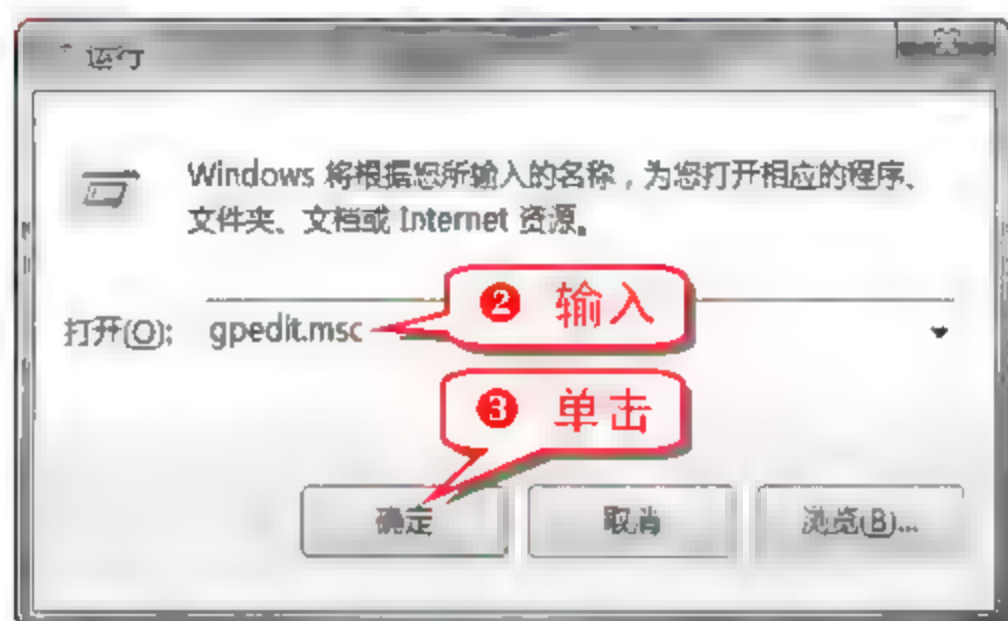 运行
Windows 将根据您所输入的名称，为您打开相应的程序、
文件夹、文档或 Internet 资源。
❷ 输入
打开(O): gpedit.msc
❸ 单击
确定 取消 浏览(B)...